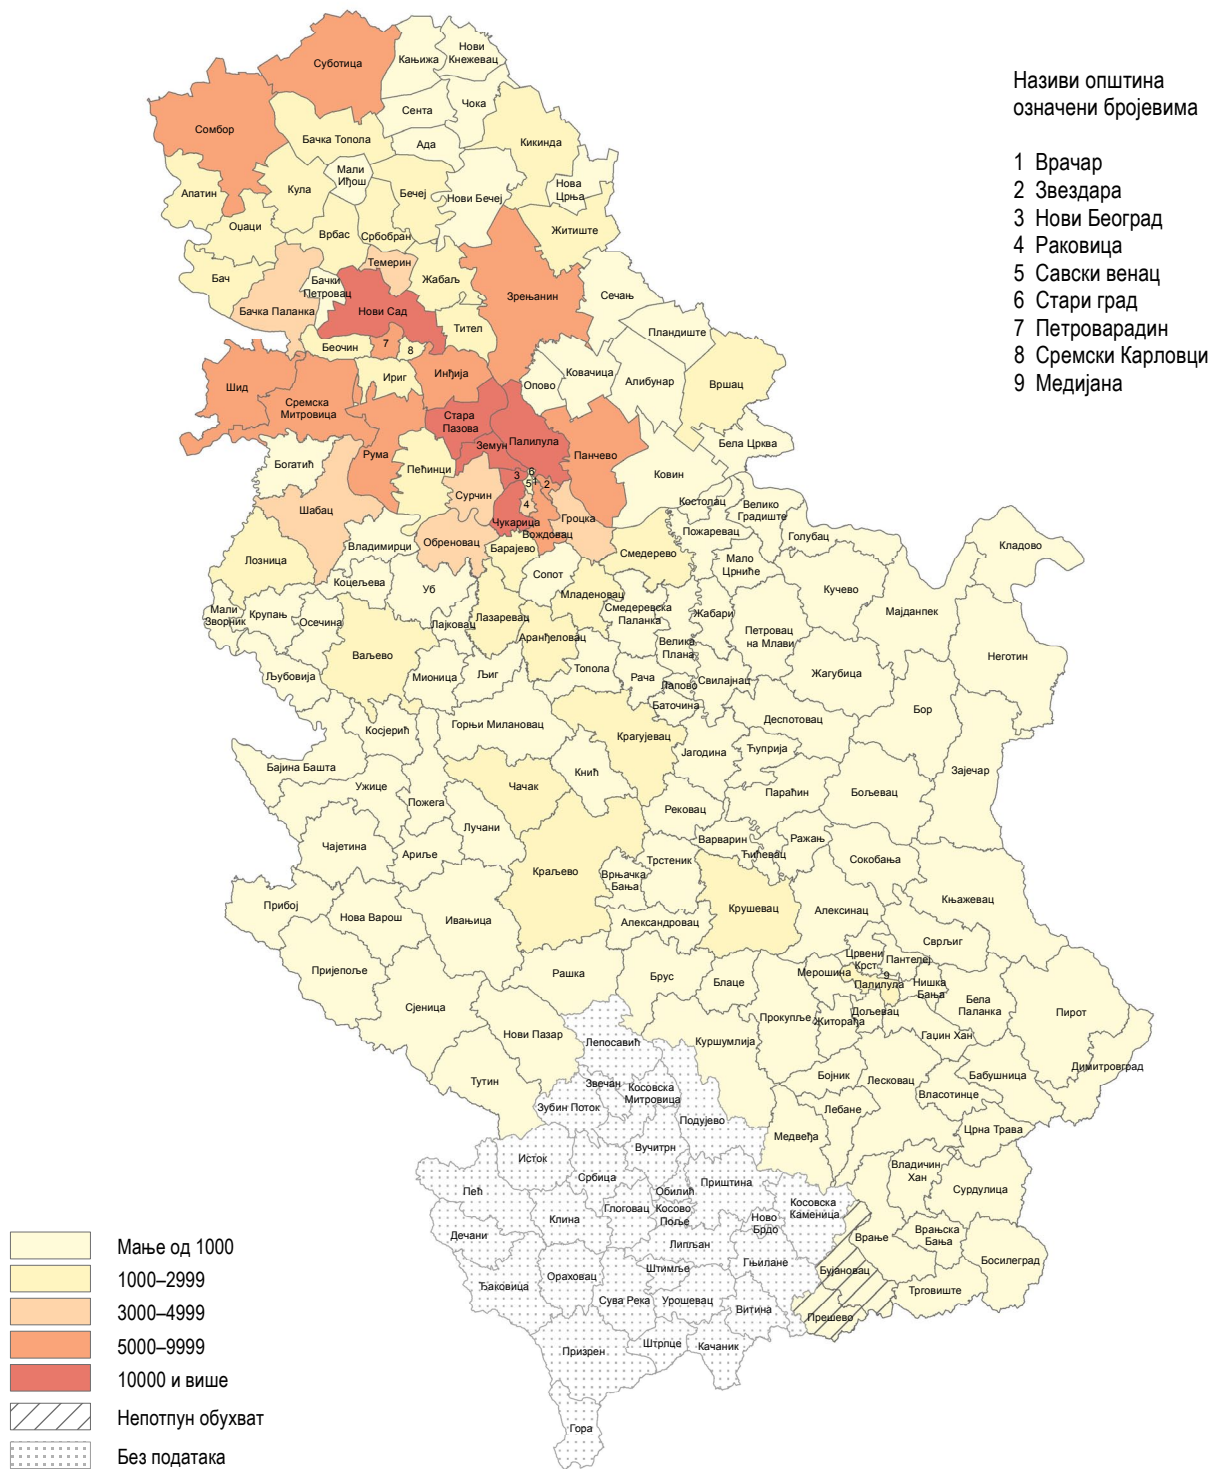 Називи општина
означени бројевима
1 Врачар
2 Звездара
3 Нови Београд
4 Раковица
5 Савски венац
6 Стари град
7 Петроварадин
8 Сремски Карловци
9 Медијана
Суботица
Кањижа
Нови
Кнежевац
Сомбор
Сента
Чока
Бачка Топола
Ада
Кикинда
Мали
Иђош
Апатин
Кула
Бечеј
Нови Бечеј
Нова
Црња
Оџаци
Врбас
Србобран
Житиште
Темерин
Бач
Бачки
Петровац
Жабаљ
Зрењанин
Сечањ
Бачка Паланка
Нови Сад
Тител
Пландиште
Беочин
7
8
Ириг
Инђија
Опово
Ковачица
Алибунар
Вршац
Шид
Сремска
Митровица
Стара
Пазова
Палилула
Земун
Панчево
Бела Црква
Рума
Богатић
Пећинци
Ковин
3
6
5
1
2
4
Сурчин
Шабац
Чукарица
Вождовац
Гроцка
Костолац
Велико
Градиште
Пожаревац
Голубац
Кладово
Владимирци
Обреновац
Барајево
Смедерево
Лозница
Сопот
Мало
Црниће
Коцељева
Уб
Младеновац
Кучево
Мајданпек
Мали
Зворник
Крупањ
Осечина
Лајковац
Лазаревац
Смедеревска
Паланка
Жабари
Аранђеловац
Петровац
на Млави
Неготин
Ваљево
Велика
Плана
Љубовија
Мионица
Љиг
Топола
Рача
Лапово
Свилајнац
Жагубица
Баточина
Бор
Косјерић
Горњи Милановац
Крагујевац
Деспотовац
Јагодина
Ћуприја
Бајина Башта
Ужице
Чачак
Кнић
Зајечар
Пожега
Параћин
Бољевац
Рековац
Лучани
Чајетина
Ариље
Варварин
Ражањ
Ћићевац
Сокобања
Трстеник
Краљево
Врњачка
Бања
Књажевац
Прибој
Нова Варош
Ивањица
Крушевац
Алексинац
Александровац
Сврљиг
Црвени
Крст
Пантелеј
Пријепоље
Рашка
Брус
Блаце
Мерошина
9
Палилула
Нишка
Бања
Бела
Паланка
Сјеница
Пирот
Прокупље
Житорађа
Дољевац
Нови Пазар
Лепосавић
Куршумлија
Гаџин Хан
Димитровград
Тутин
Звечан
Косовска
Митровица
Бојник
Лесковац
Бабушница
Власотинце
Зубин Поток
Лебане
Подујево
Медвеђа
Црна Трава
Вучитрн
Исток
Србица
Владичин
Хан
Пећ
Обилић
Приштина
Сурдулица
Клина
Глоговац
Косово
Поље
Косовска
Каменица
Ново
Брдо
Дечани
Липљан
Врање
Врањска
Бања
Гњилане
Босилеград
Ђаковица
Ораховац
Штимље
Бујановац
Сува Река
Урошевац
Витина
Трговиште
Прешево
Призрен
Штрпце
Качаник
Гора
Мање од 1000
1000–2999
3000–4999
5000–9999
10000 и више
Непотпун обухват
Без података